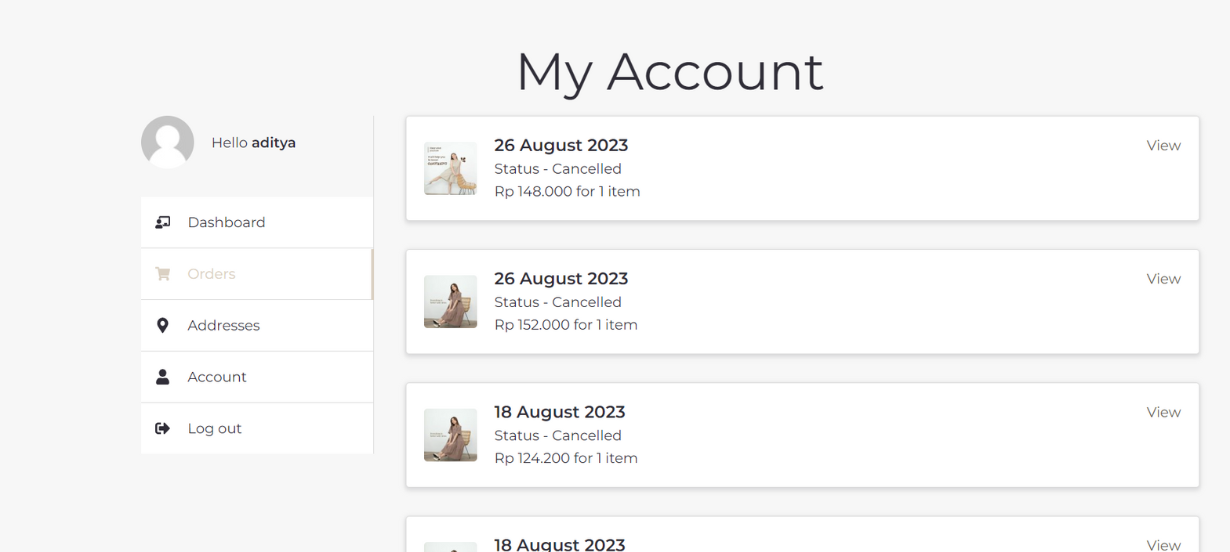 My Account
Hello aditya
Dashboard
Orders
Addresses
Account
Log out
26 August 2023
View
Status - Cancelled
Rp 148.000 for 1 item
26 August 2023
View
Status - Cancelled
Rp 152.000 for 1 item
18 August 2023
View
Status - Cancelled
Rp 124.200 for 1 item
18 August 2023
View